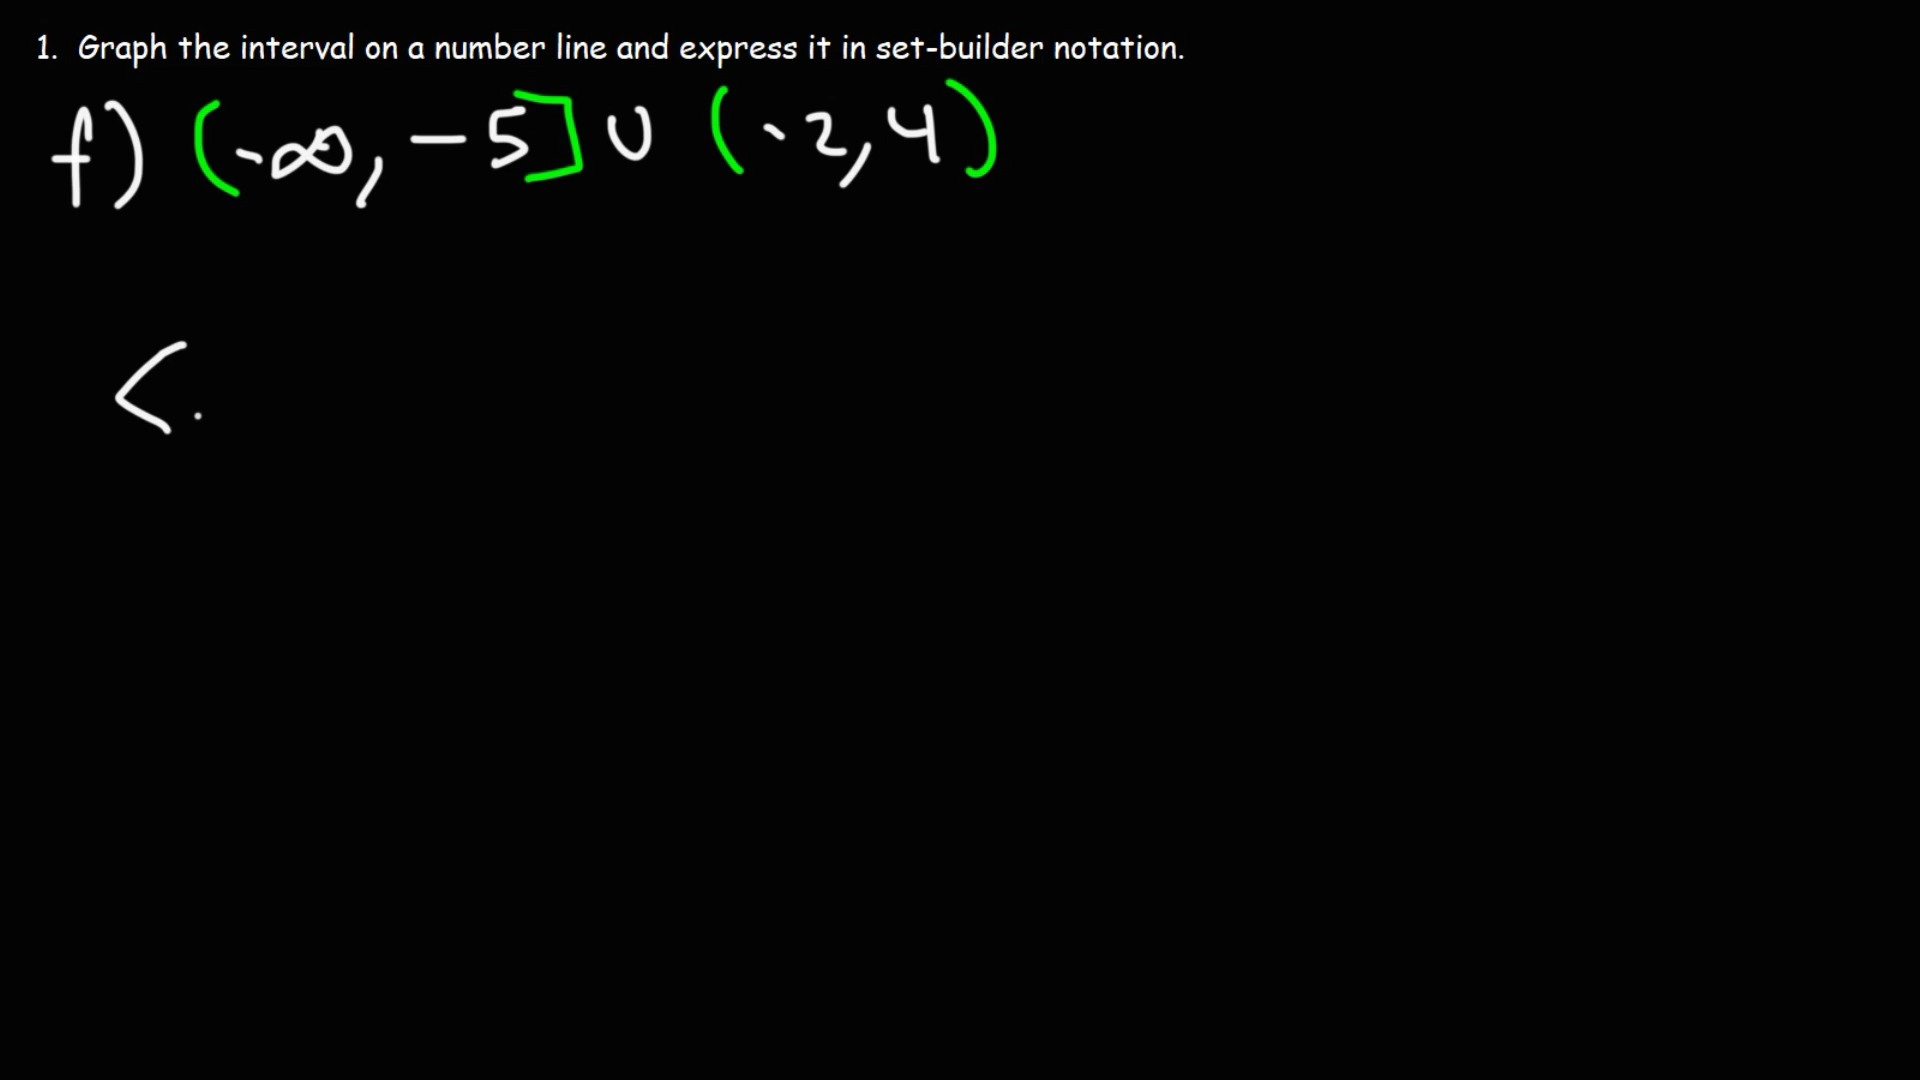 1. Graph the interval on a number line and express it in set-builder notation.
f) (-∞, -5] ∪ (-2, 4)
<